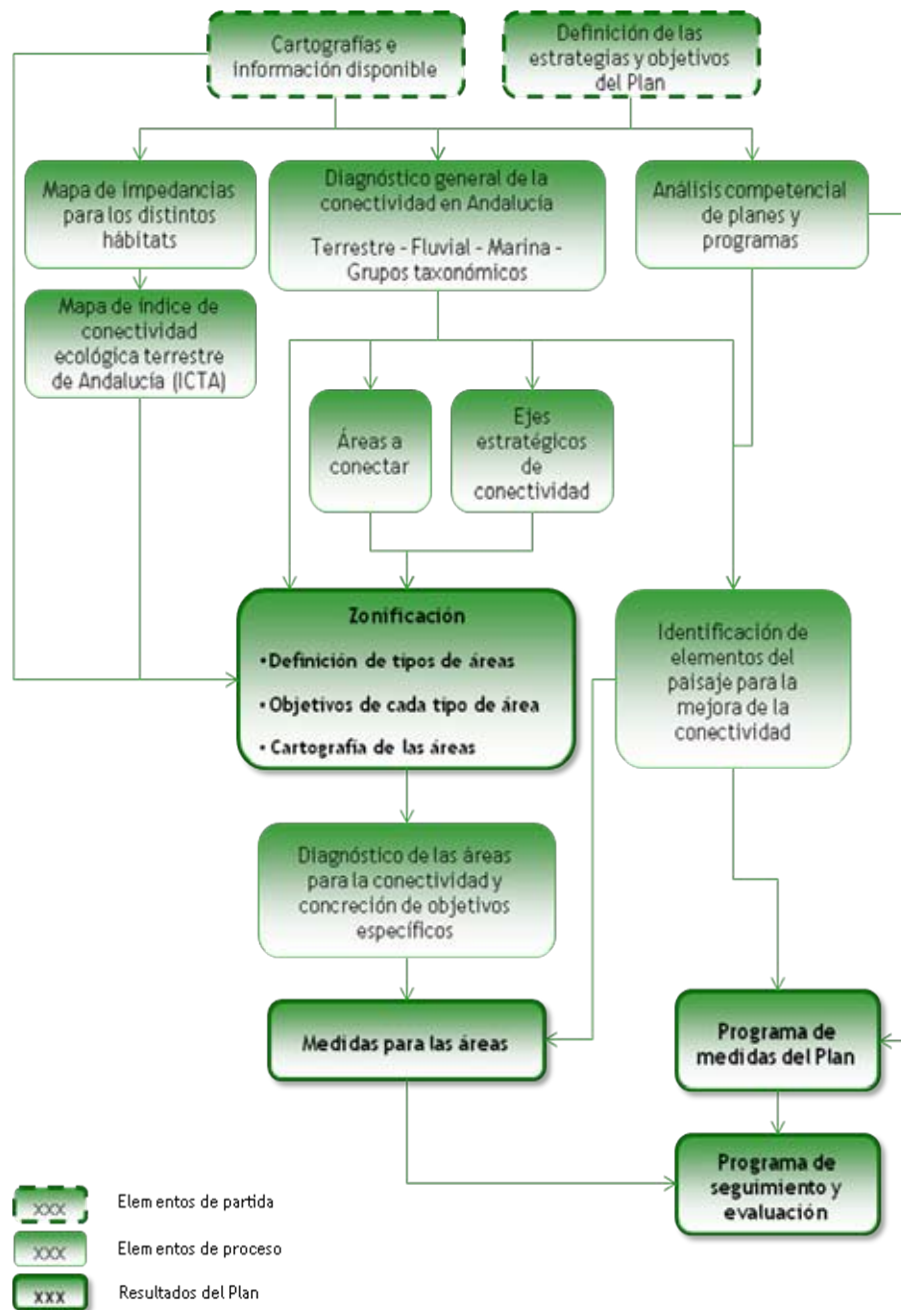 Cartografías e
información disponible
Definición de las
estrategias y objetivos
del Plan
Mapa de impedancias
para los distintos
hábitats
Diagnóstico general de la
conectividad en Andalucía
Terrestre - Fluvial - Marina -
Grupos taxonómicos
Análisis competencial
de planes y
programas
Mapa de índice de
conectividad
ecológica terrestre
de Andalucía (ICTA)
Áreas a
conectar
Ejes
estratégicos
de
conectividad
Zonificación
•Definición de tipos de áreas
•Objetivos de cada tipo de área
•Cartografía de las áreas
Identificación de
elementos del
paisaje para la
mejora de la
conectividad
Diagnóstico de las áreas
para la conectividad y
concreción de objetivos
específicos
Medidas para las áreas
Programa de
medidas del Plan
Programa de
seguimiento y
evaluación
xxx Elementos de partida
xxx Elementos de proceso
xxx Resultados del Plan